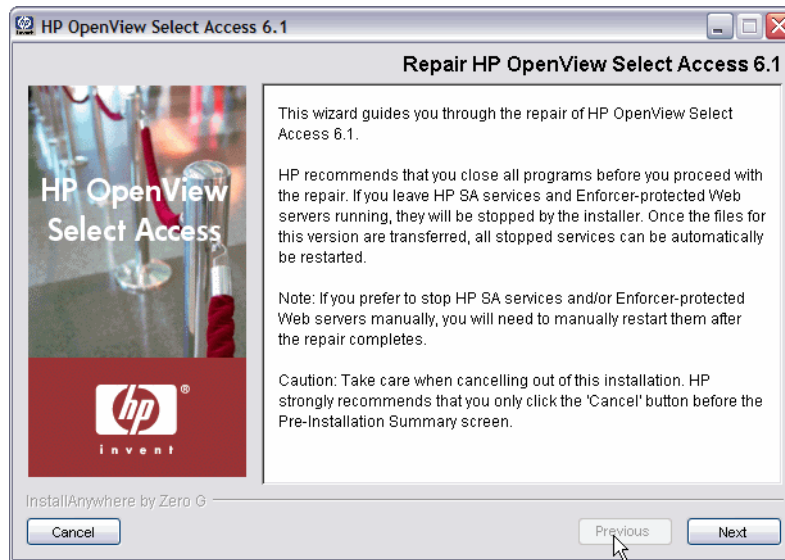 HP OpenView Select Access 6.1
Repair HP OpenView Select Access 6.1
HP OpenView
Select Access
hp
®
invent
This wizard guides you through the repair of HP OpenView Select
Access 6.1.
HP recommends that you close all programs before you proceed with
the repair. If you leave HP SA services and Enforcer-protected Web
servers running, they will be stopped by the installer. Once the files for
this version are transferred, all stopped services can be automatically
be restarted.
Note: If you prefer to stop HP SA services and/or Enforcer-protected
Web servers manually, you will need to manually restart them after
the repair completes.
Caution: Take care when cancelling out of this installation. HP
strongly recommends that you only click the 'Cancel' button before the
Pre-Installation Summary screen.
InstallAnywhere by Zero G
Cancel
Previous
Next